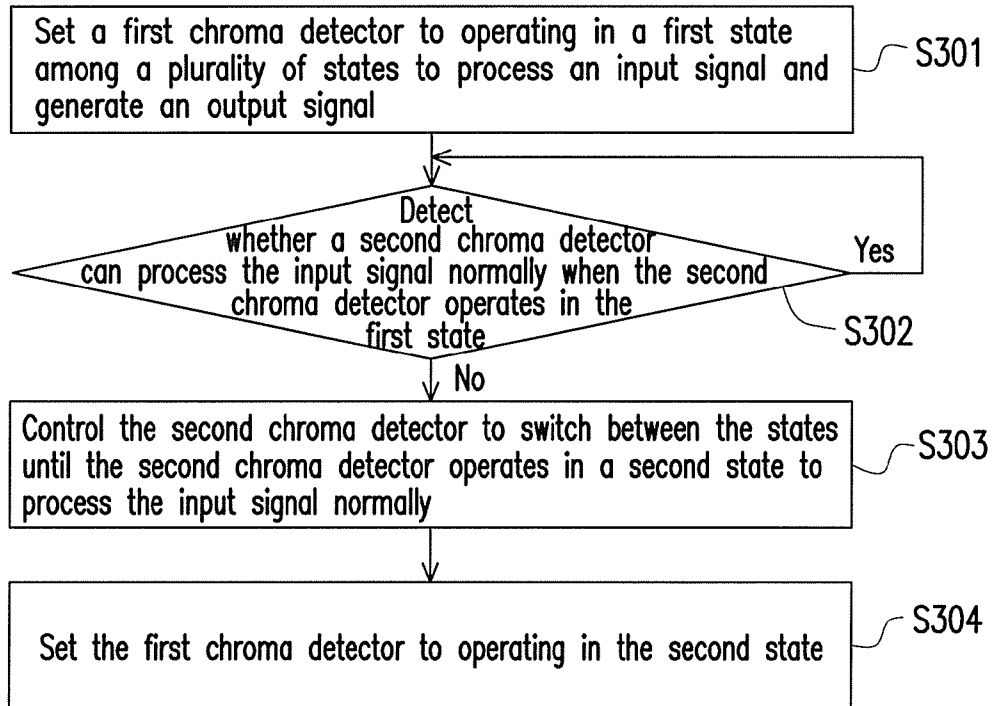 Set a first chroma detector to operating in a first state
among a plurality of states to process an input signal and
generate an output signal
S301
Detect
whether a second chroma detector
can process the input signal normally when the second
chroma detector operates in the
first state
Yes
S302
No
Control the second chroma detector to switch between the states
until the second chroma detector operates in a second state to
process the input signal normally
S303
Set the first chroma detector to operating in the second state
S304